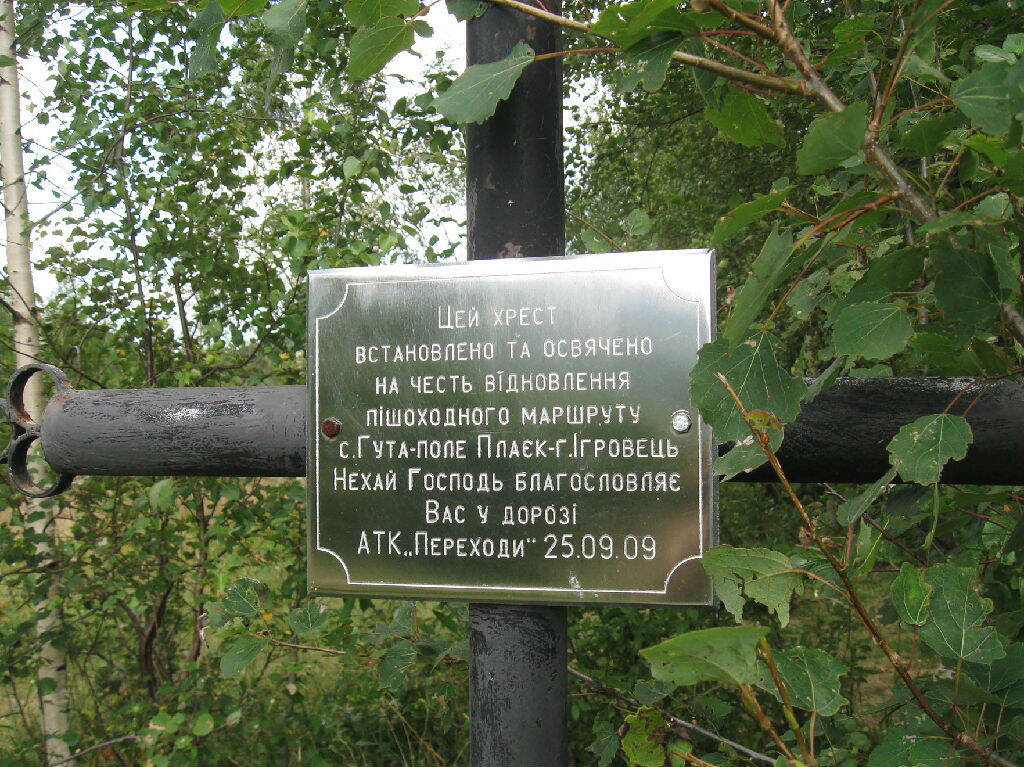 Цей хрест
встановлено та освячено
на честь відновлення
пішоходного маршруту
с.Гута-поле Плаєк-г.Ігровець
Нехай Господь благословляє
Вас у дорозі
АТК„Переходи" 25.09.09